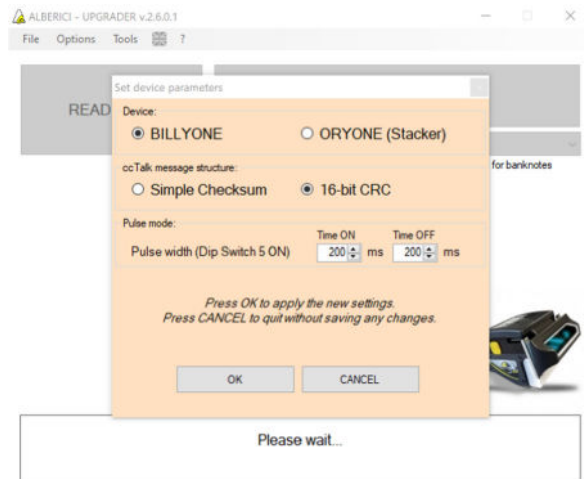 ALBERICI - UPGRADER v.2.6.0.1
File Options Tools ?
READ
for banknotes
Set device parameters
Device:
BILLYONE ORYONE (Stacker)
ccTalk message structure:
Simple Checksum 16-bit CRC
Pulse mode:
Time ON Time OFF
Pulse width (Dip Switch 5 ON) 200 ms 200 ms
Press OK to apply the new settings.
Press CANCEL to quit without saving any changes.
OK CANCEL
Please wait...